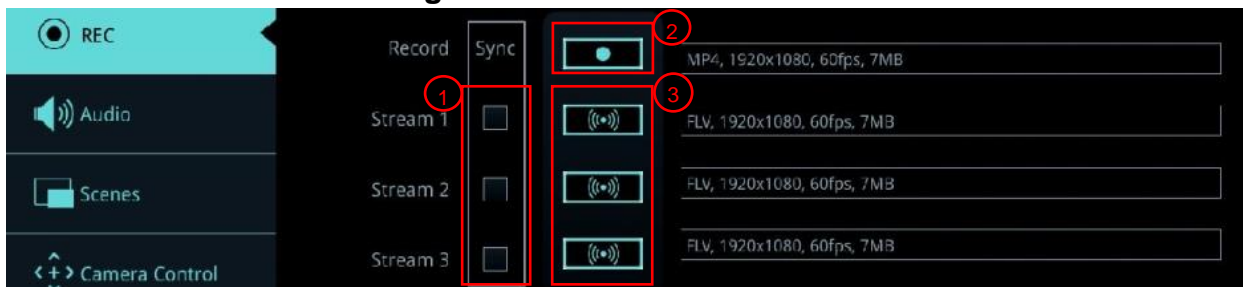 REC
Record Sync
2
MP4, 1920x1080, 60fps, 7MB
1
3
Audio
Stream 1
FLV, 1920x1080, 60fps, 7MB
Scenes
Stream 2
FLV, 1920x1080, 60fps, 7MB
Camera Control
Stream 3
FLV, 1920x1080, 60fps, 7MB